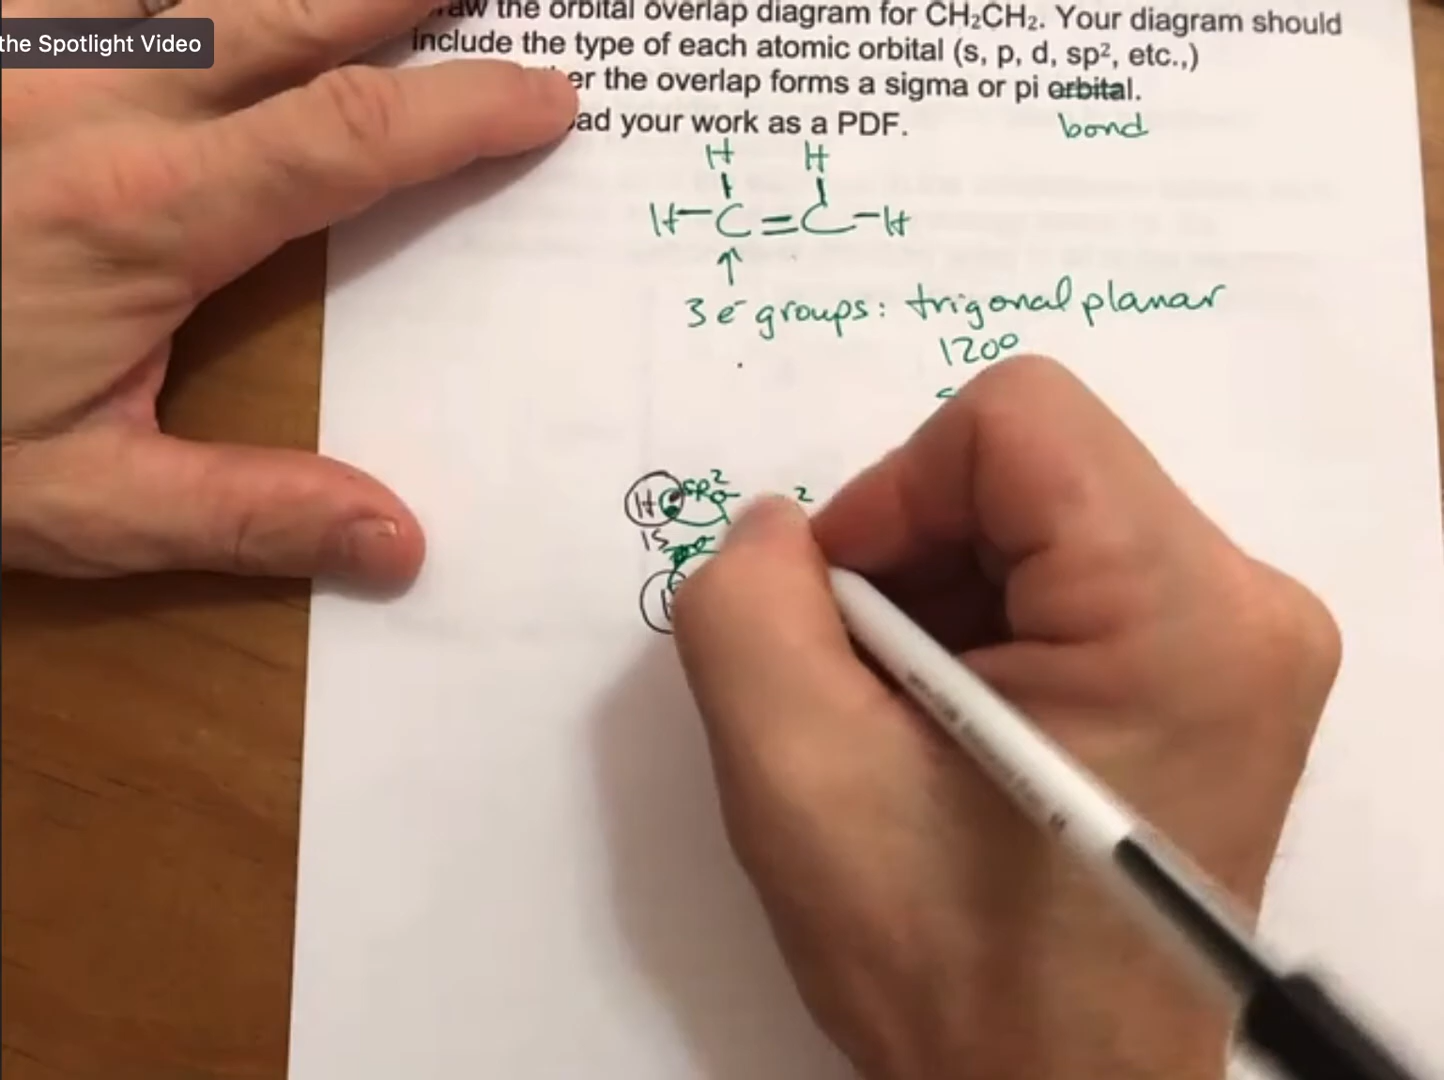 the Spotlight Video
the orbital overlap diagram for CH₂CH₂. Your diagram should
include the type of each atomic orbital (s, p, d, sp², etc.,)
the overlap forms a sigma or pi orbital.
your work as a PDF. bond
H H
H-C=C-H
3 e⁻ groups: trigonal planar
120°
H sp² 2
1s